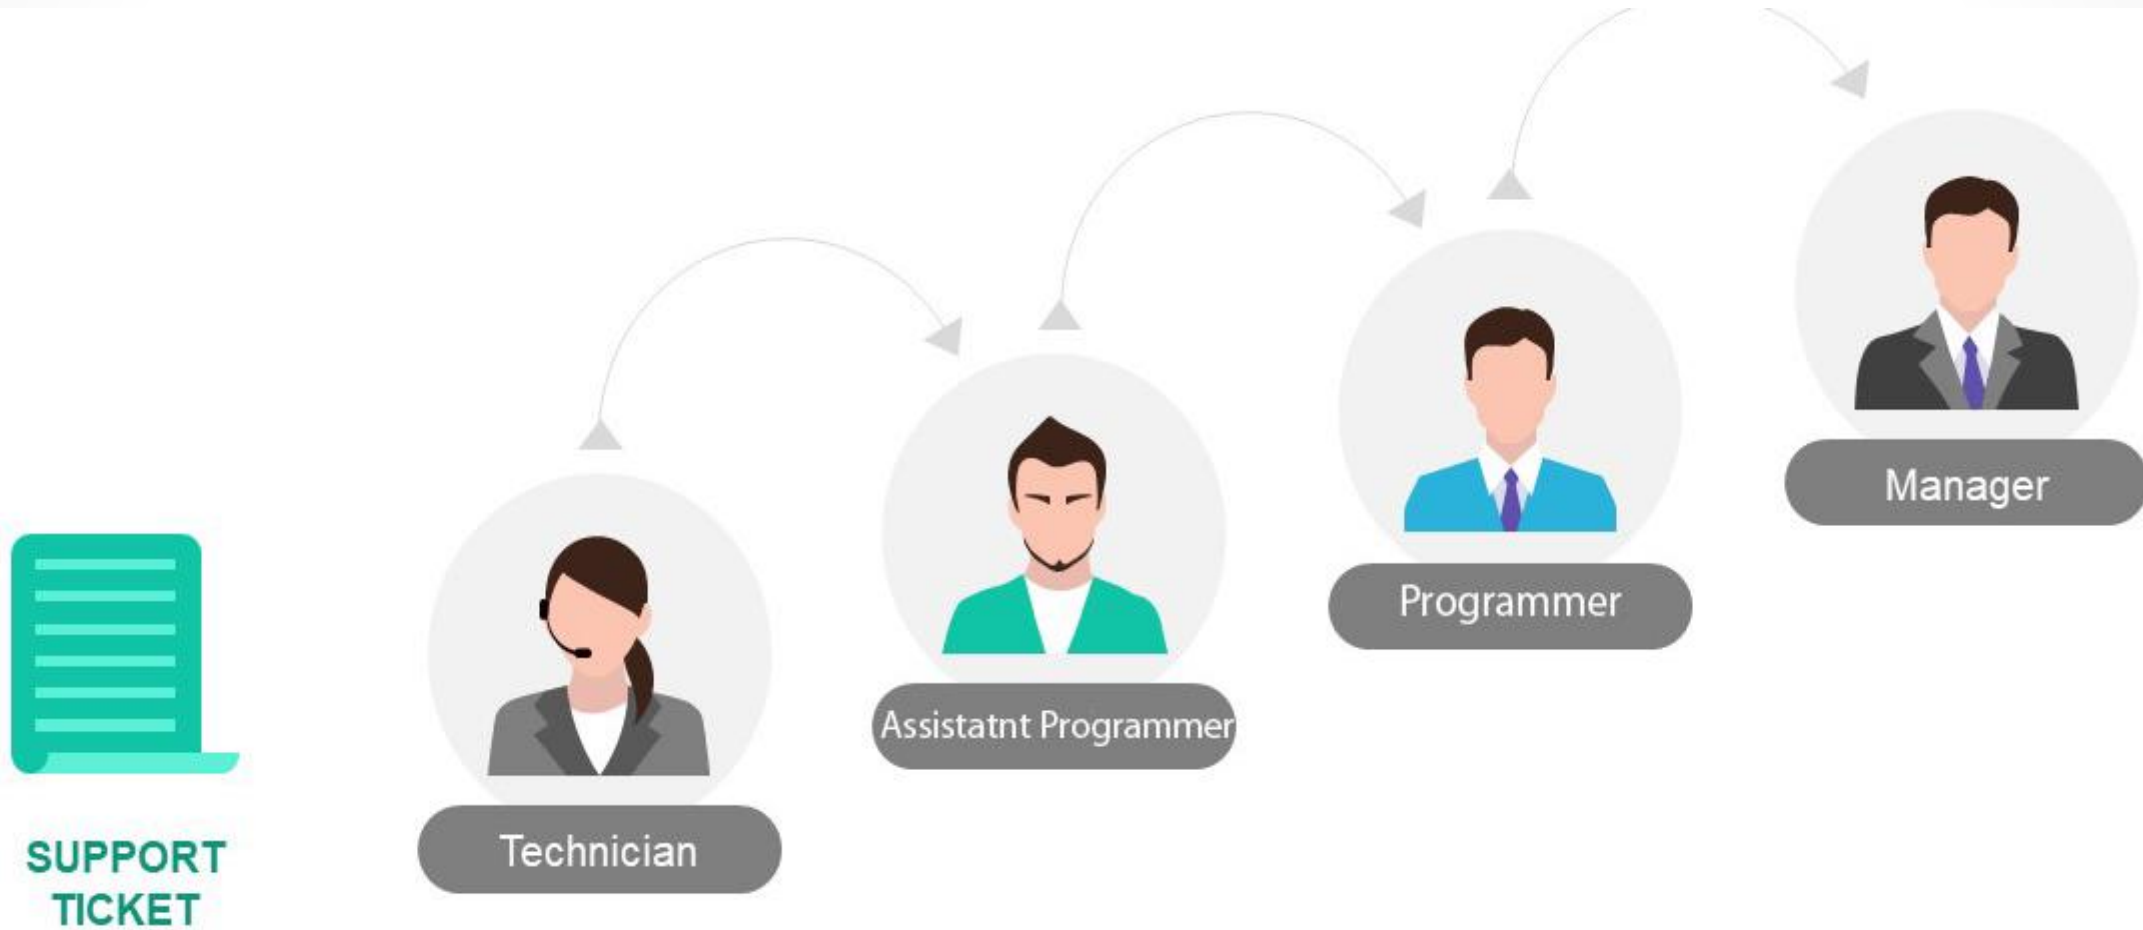 SUPPORT
TICKET
Technician
Assistatnt Programmer
Programmer
Manager